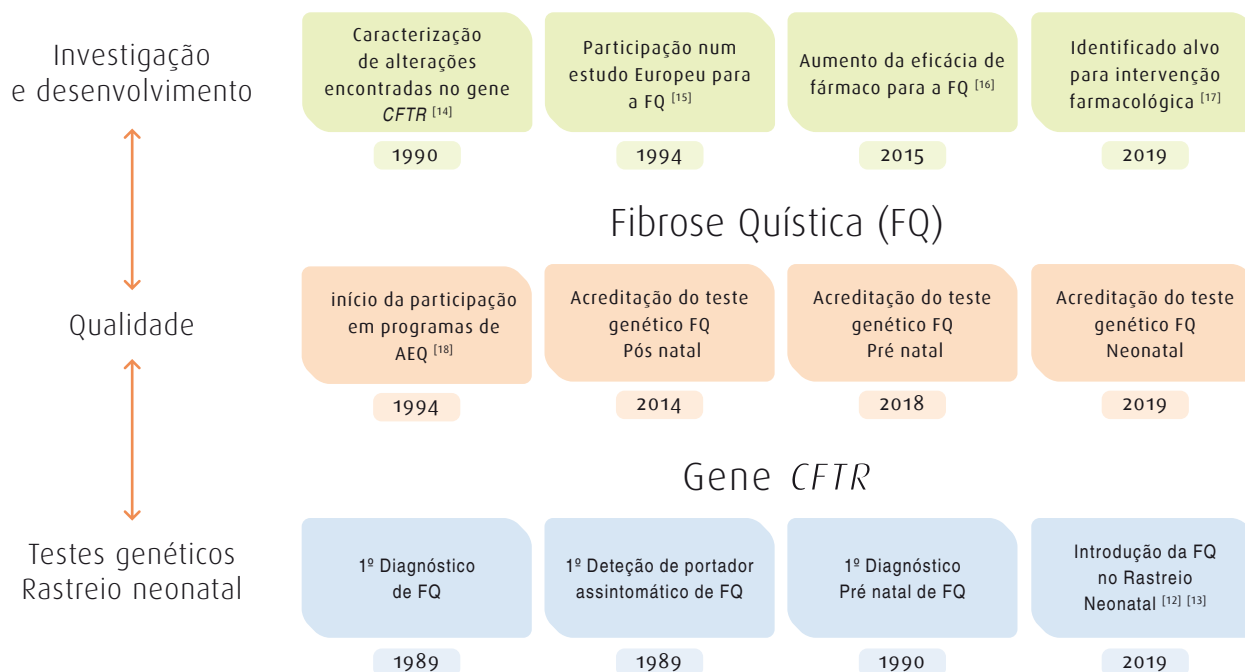 Investigação
e desenvolvimento
Caracterização
de alterações
encontradas no gene
CFTR [14]
1990
Participação num
estudo Europeu para
a FQ [15]
1994
Aumento da eficácia de
fármaco para a FQ [16]
2015
Identificado alvo
para intervenção
farmacológica [17]
2019
Fibrose Quística (FQ)
Qualidade
início da participação
em programas de
AEQ [18]
1994
Acreditação do teste
genético FQ
Pós natal
2014
Acreditação do teste
genético FQ
Pré natal
2018
Acreditação do teste
genético FQ
Neonatal
2019
Gene CFTR
Testes genéticos
Rastreio neonatal
1º Diagnóstico
de FQ
1989
1º Deteção de portador
assintomático de FQ
1989
1º Diagnóstico
Pré natal de FQ
1990
Introdução da FQ
no Rastreio
Neonatal [12] [13]
2019